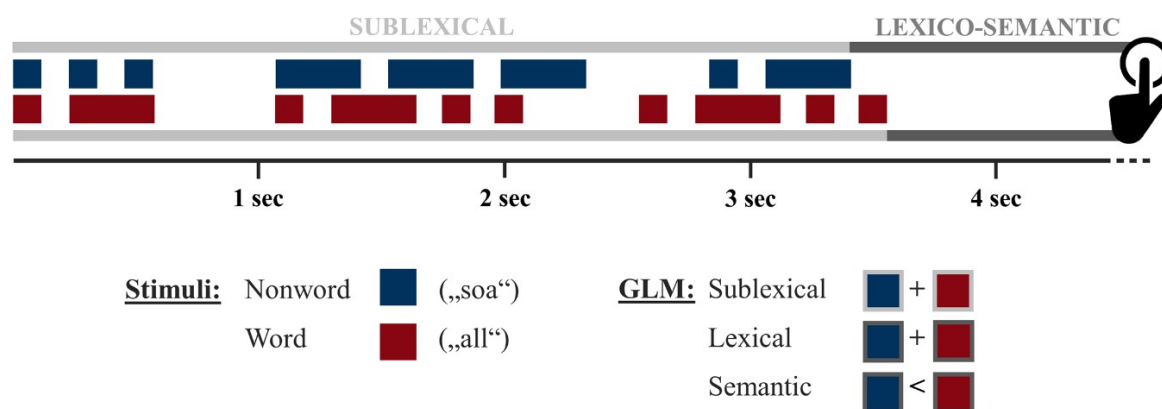 SUBLEXICAL LEXICO-SEMANTIC
1 sec 2 sec 3 sec 4 sec
Stimuli: Nonword („soa“) GLM: Sublexical +
Word („all“) Lexical +
Semantic <